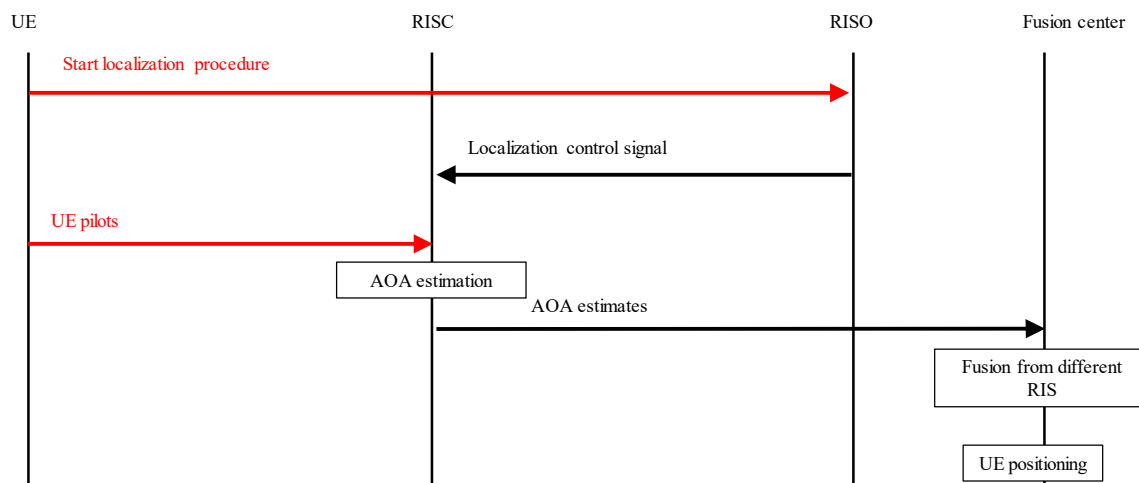 UE
RISC
RISO
Fusion center
Start localization procedure
Localization control signal
UE pilots
AOA estimation
AOA estimates
Fusion from different
RIS
UE positioning